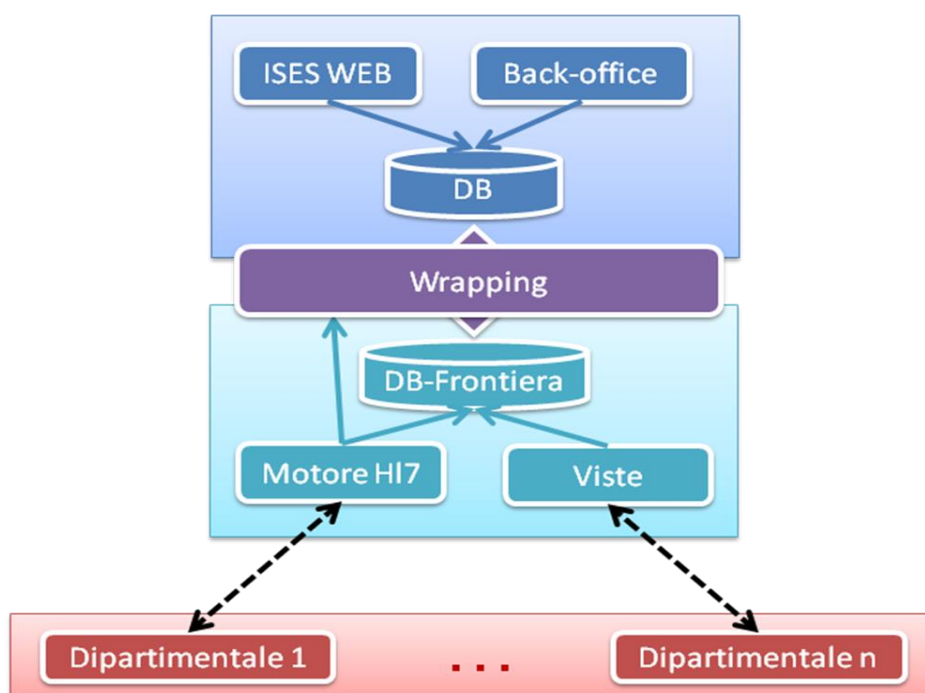 ISES WEB
Back-office
DB
Wrapping
DB-Frontiera
Motore Hl7
Viste
Dipartimentale 1
...
Dipartimentale n